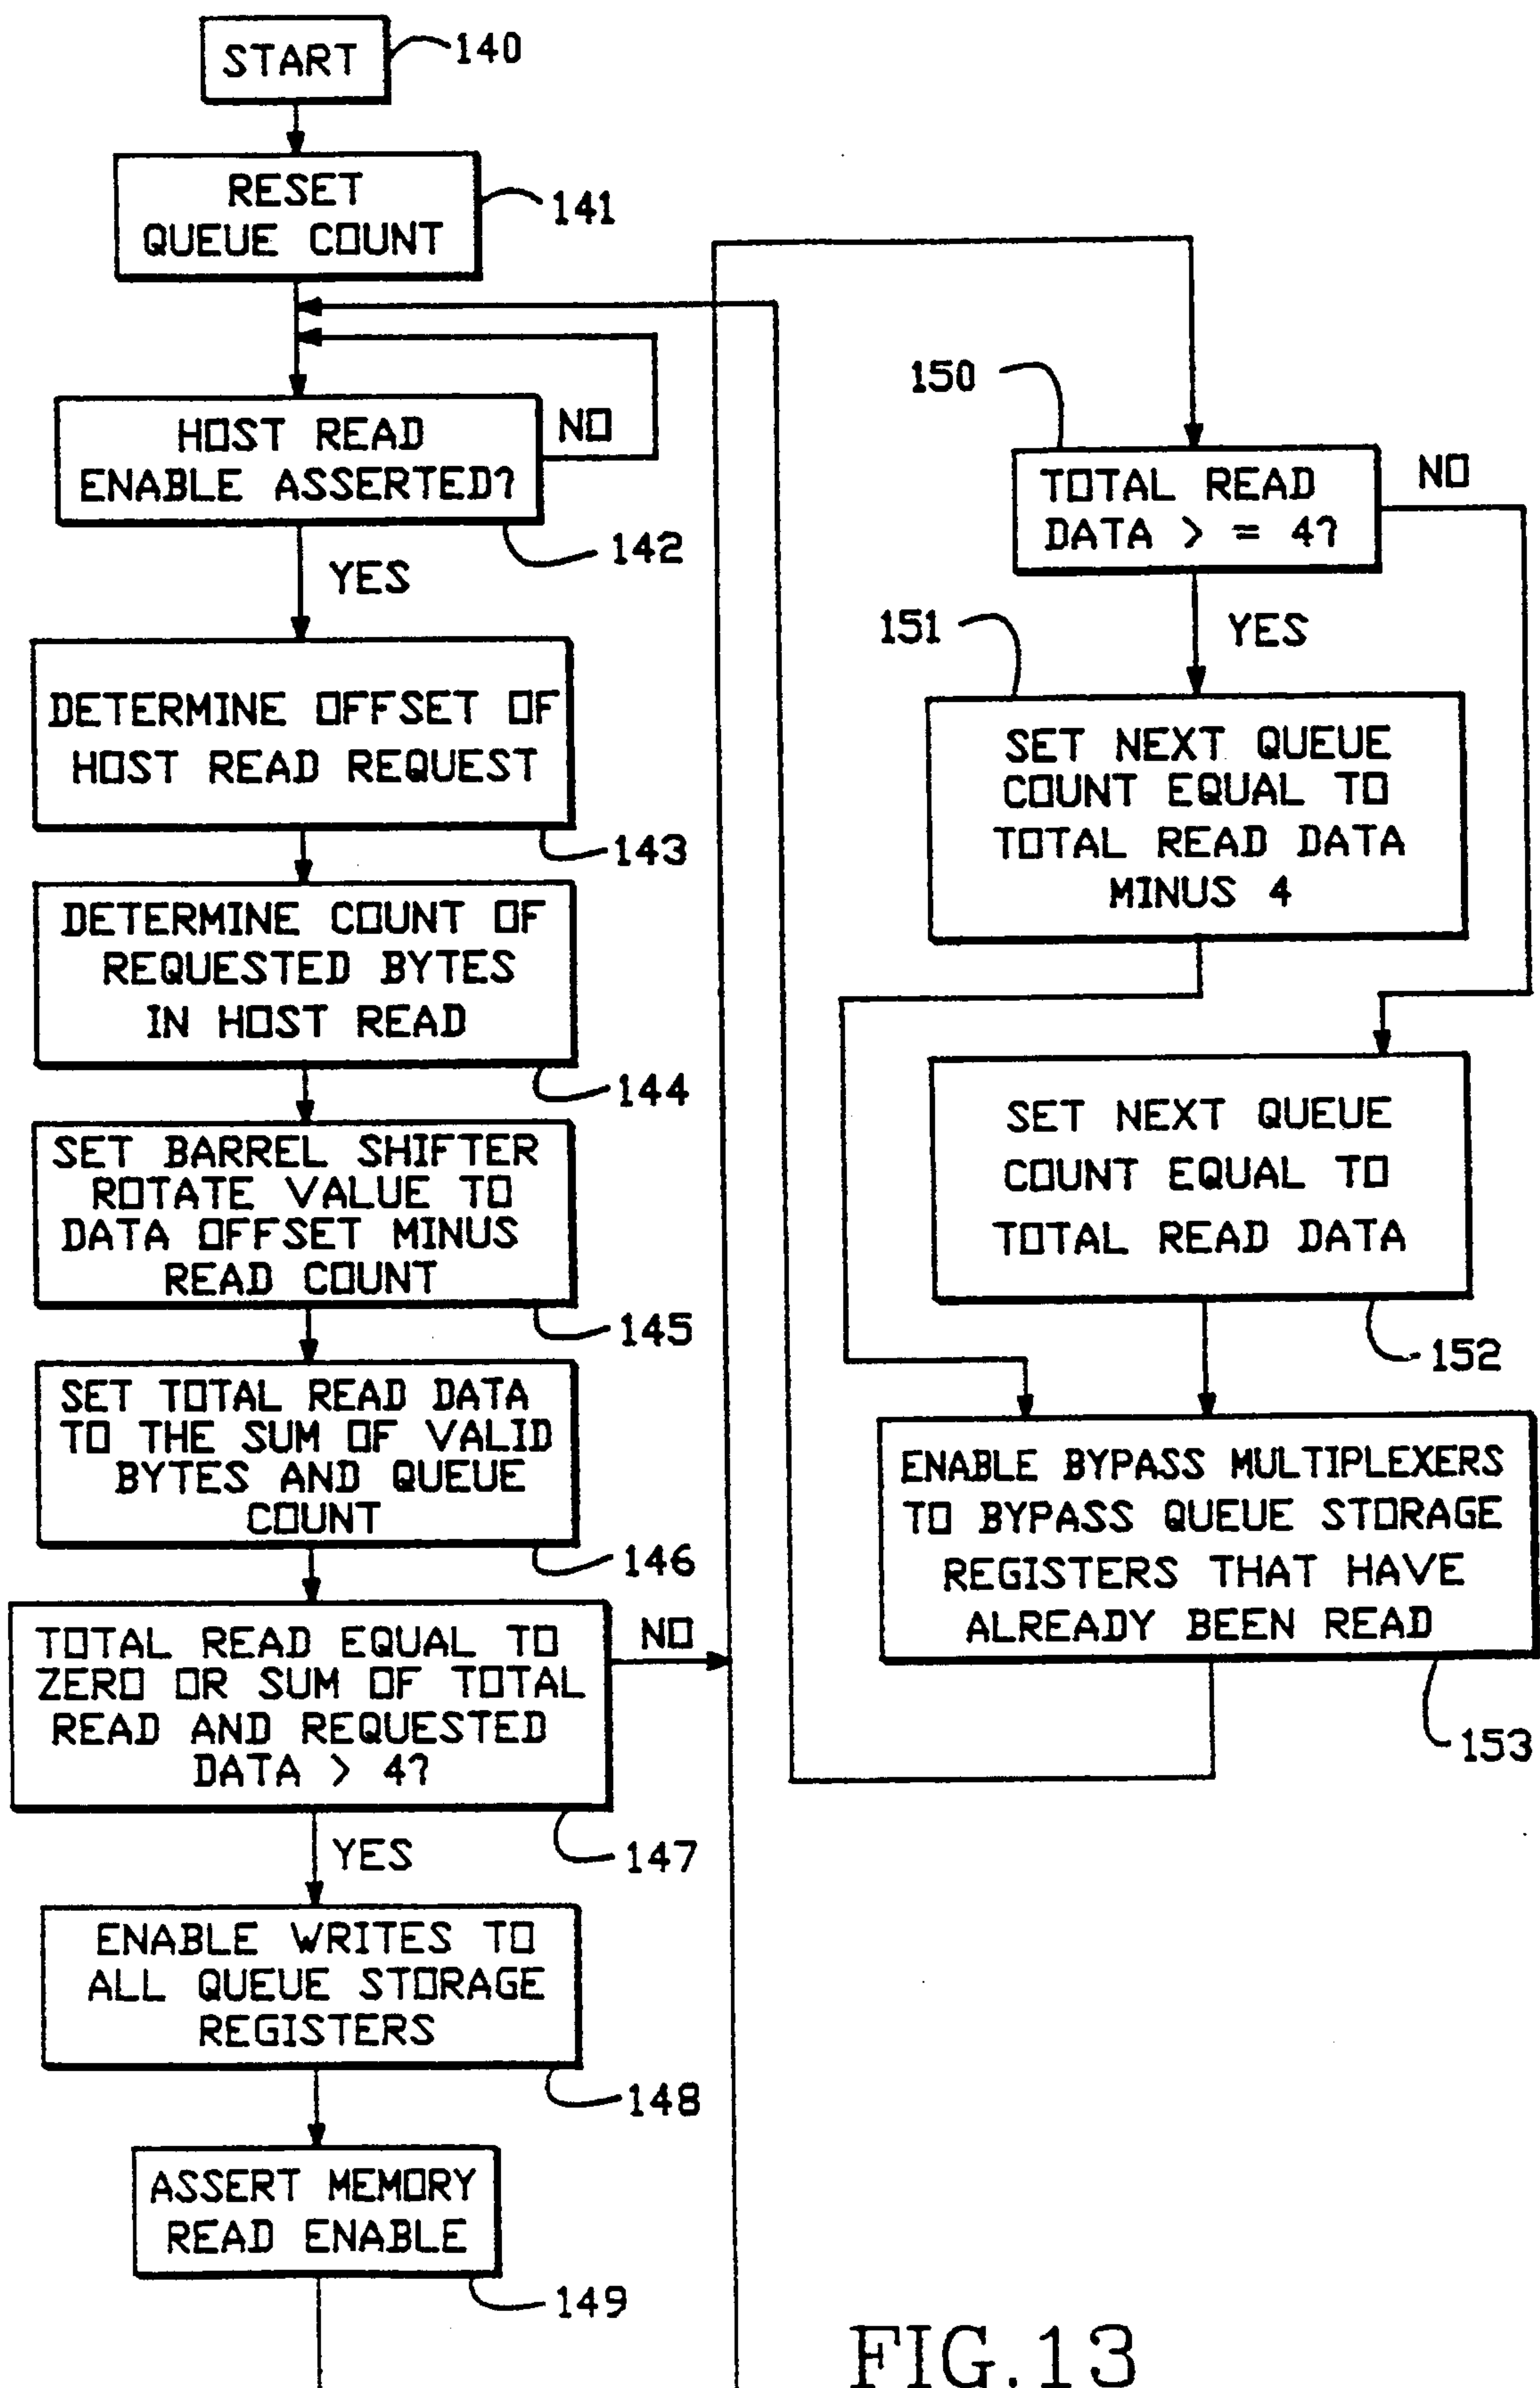 START
140
RESET
QUEUE COUNT
141
HOST READ
ENABLE ASSERTED?
NO
142
YES
DETERMINE OFFSET OF
HOST READ REQUEST
143
DETERMINE COUNT OF
REQUESTED BYTES
IN HOST READ
144
SET BARREL SHIFTER
ROTATE VALUE TO
DATA OFFSET MINUS
READ COUNT
145
SET TOTAL READ DATA
TO THE SUM OF VALID
BYTES AND QUEUE
COUNT
146
TOTAL READ EQUAL TO
ZERO OR SUM OF TOTAL
READ AND REQUESTED
DATA > 4?
NO
147
YES
ENABLE WRITES TO
ALL QUEUE STORAGE
REGISTERS
148
ASSERT MEMORY
READ ENABLE
149
150
TOTAL READ
DATA > = 4?
NO
YES
151
SET NEXT QUEUE
COUNT EQUAL TO
TOTAL READ DATA
MINUS 4
SET NEXT QUEUE
COUNT EQUAL TO
TOTAL READ DATA
152
ENABLE BYPASS MULTIPLEXERS
TO BYPASS QUEUE STORAGE
REGISTERS THAT HAVE
ALREADY BEEN READ
153
FIG.13